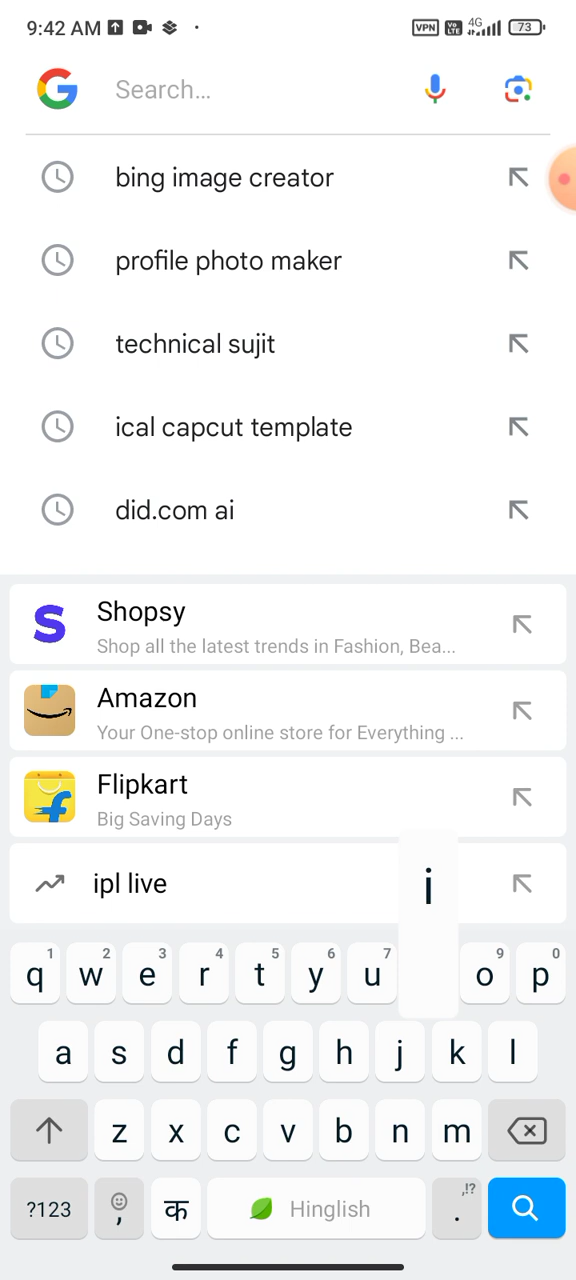 9:42 AM VPN Vo LTE 4G 73
Search...
bing image creator
profile photo maker
technical sujit
ical capcut template
did.com ai
Shopsy
Shop all the latest trends in Fashion, Bea...
Amazon
Your One-stop online store for Everything ...
Flipkart
Big Saving Days
ipl live
i
q 1 w 2 e 3 r 4 t 5 y 6 u 7 o 9 p 0
a s d f g h j k l
z x c v b n m
?123 , क Hinglish . ,!?